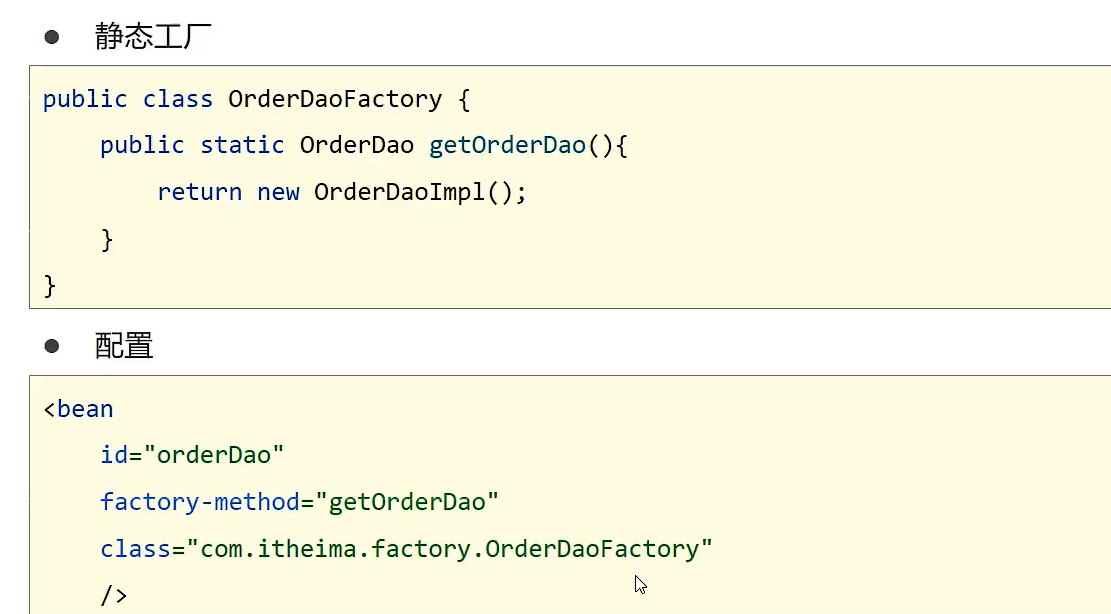 ● 静态工厂
public class OrderDaoFactory {
    public static OrderDao getOrderDao(){
        return new OrderDaoImpl();
    }
}
● 配置
<bean
    id="orderDao"
    factory-method="getOrderDao"
    class="com.itheima.factory.OrderDaoFactory"
    />